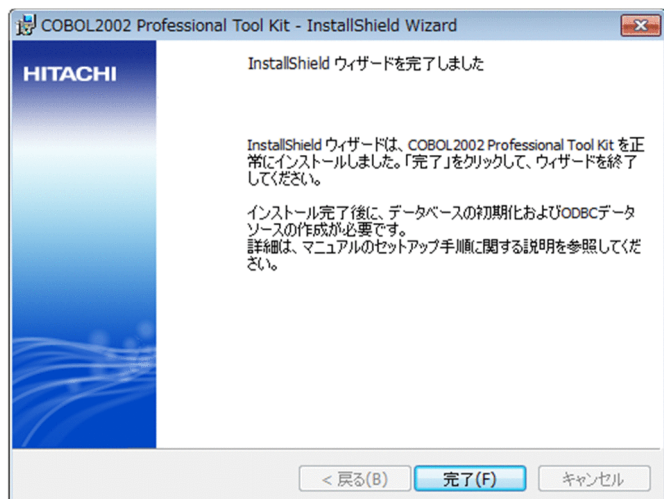 COBOL2002 Professional Tool Kit - InstallShield Wizard
HITACHI
InstallShield ウィザードを完了しました
InstallShield ウィザードは、COBOL2002 Professional Tool Kit を正
常にインストールしました。「完了」をクリックして、ウィザードを終了
してください。
インストール完了後に、データベースの初期化およびODBCデータ
ソースの作成が必要です。
詳細は、マニュアルのセットアップ手順に関する説明を参照してくだ
さい。
< 戻る(B)
完了(F)
キャンセル